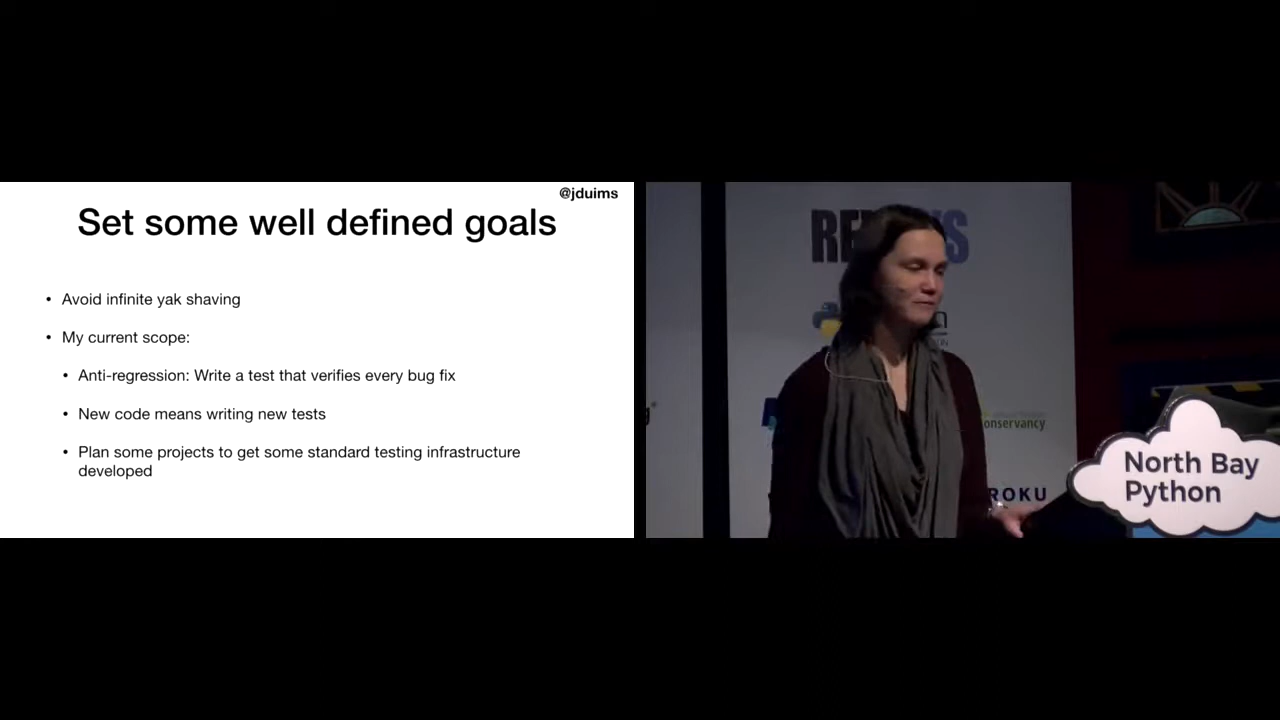 @jduims
Set some well defined goals
• Avoid infinite yak shaving
• My current scope:
• Anti-regression: Write a test that verifies every bug fix
• New code means writing new tests
• Plan some projects to get some standard testing infrastructure
developed
North Bay
Python